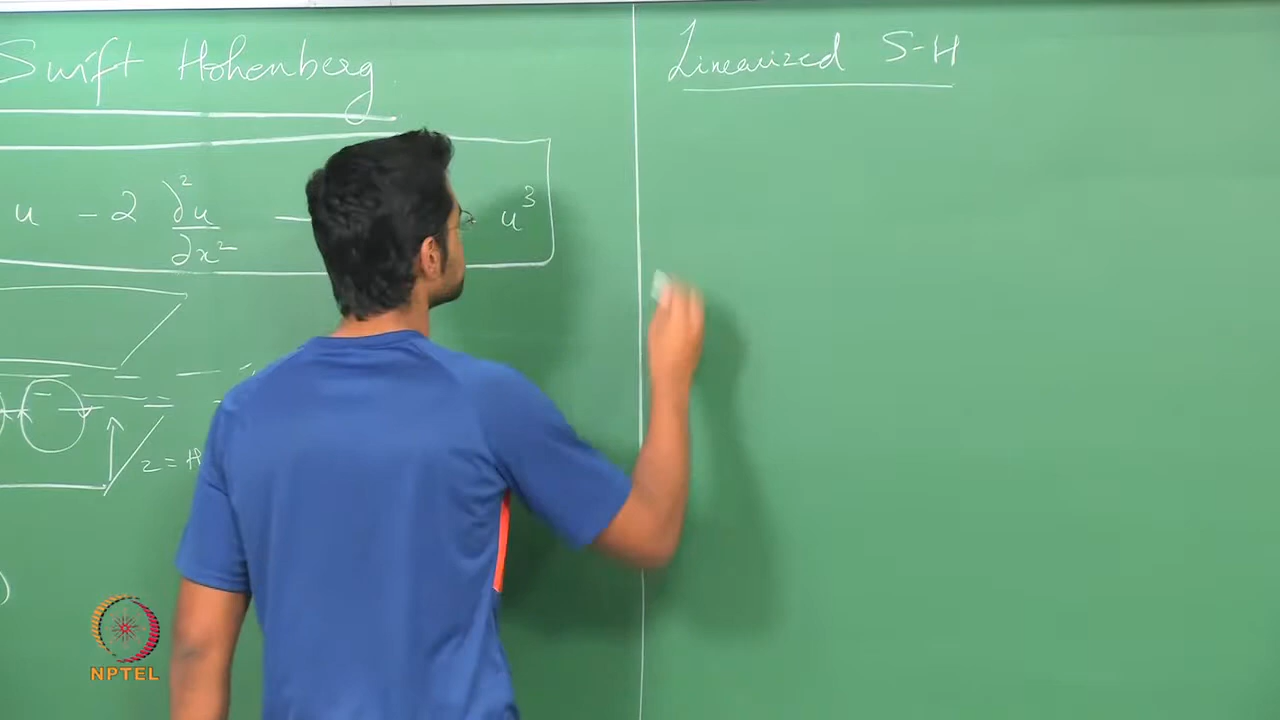 Swift Hohenberg
Linearized S-H
u - 2 ∂²u/∂x² - u³
z = H
)
NPTEL